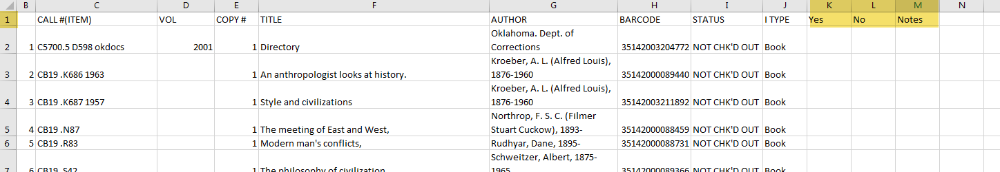 B C D E F G H I J K L M N
1 CALL #(ITEM) VOL COPY # TITLE AUTHOR BARCODE STATUS I TYPE Yes No Notes
Oklahoma. Dept. of
2 1 C5700.5 D598 okdocs 2001 1 Directory Corrections 35142003204772 NOT CHK'D OUT Book
Kroeber, A. L. (Alfred Louis),
3 2 CB19 .K686 1963 1 An anthropologist looks at history. 1876-1960 35142000089440 NOT CHK'D OUT Book
Kroeber, A. L. (Alfred Louis),
4 3 CB19 .K687 1957 1 Style and civilizations 1876-1960 35142003211892 NOT CHK'D OUT Book
Northrop, F. S. C. (Filmer
5 4 CB19 .N87 1 The meeting of East and West, Stuart Cuckow), 1893- 35142000088459 NOT CHK'D OUT Book
6 5 CB19 .R83 1 Modern man's conflicts, Rudhyar, Dane, 1895- 35142000088731 NOT CHK'D OUT Book
Schweitzer, Albert, 1875-
7 6 CB19 .S42 1 The philosophy of civilization 1965 35142000089366 NOT CHK'D OUT Book